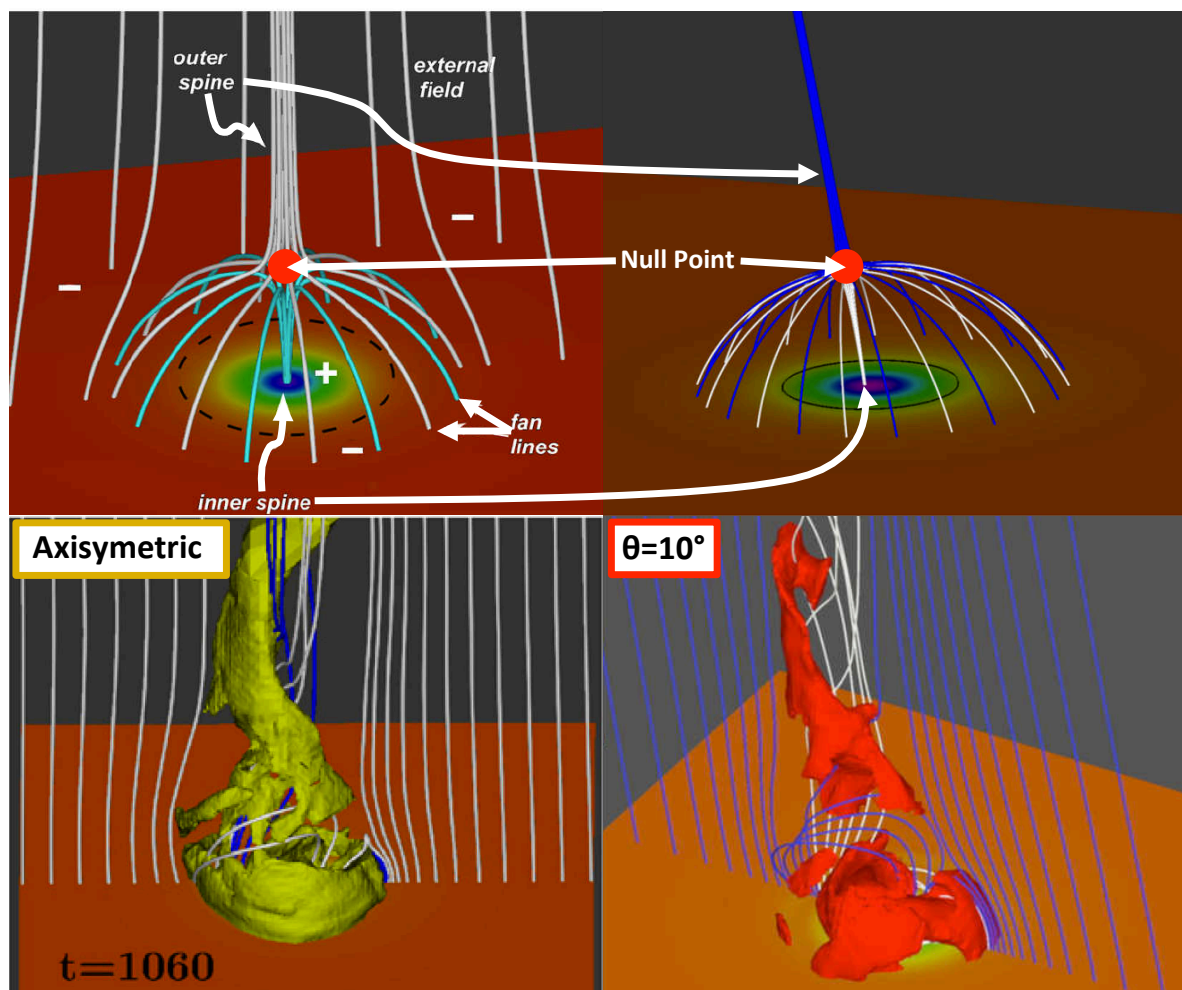 outer
spine
external
field
−
−
Null Point
+
fan
lines
−
inner spine
Axisymetric
θ=10°
t=1060